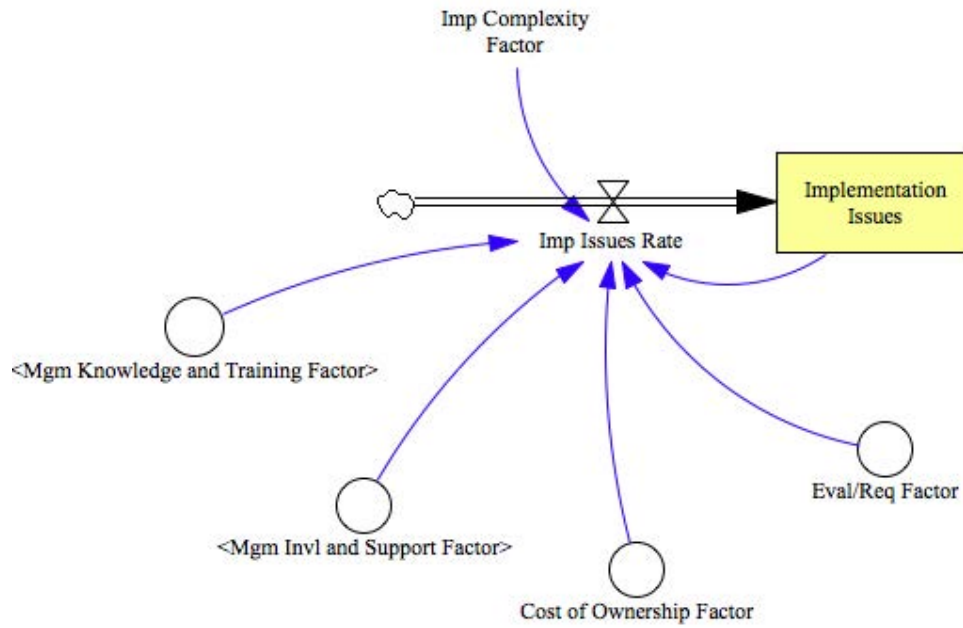 Imp Complexity
Factor
Implementation
Issues
Imp Issues Rate
<Mgm Knowledge and Training Factor>
<Mgm Invl and Support Factor>
Eval/Req Factor
Cost of Ownership Factor